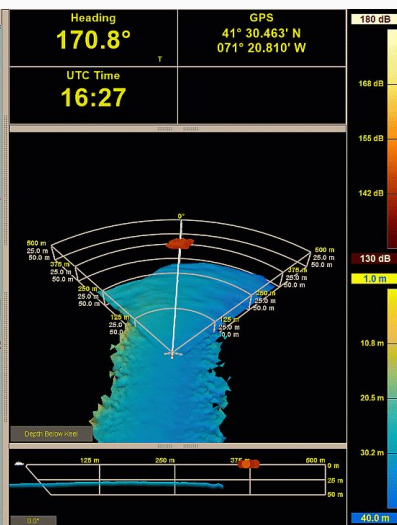 Heading
170.8°
T
GPS
41° 30.463' N
071° 20.810' W
UTC Time
16:27
180 dB
168 dB
155 dB
142 dB
130 dB
1.0 m
10.8 m
20.5 m
30.2 m
40.0 m
0°
500 m
25.0 m
50.0 m
375 m
25.0 m
50.0 m
250 m
25.0 m
50.0 m
125 m
25.0
50.0 m
500 m
25.0 m
50.0 m
375 m
25.0 m
50.0 m
250 m
25.0 m
50.0 m
125 m
25.0 m
Depth Below Keel
125 m
250 m
375 m
500 m
0 m
25 m
50 m
0.0°